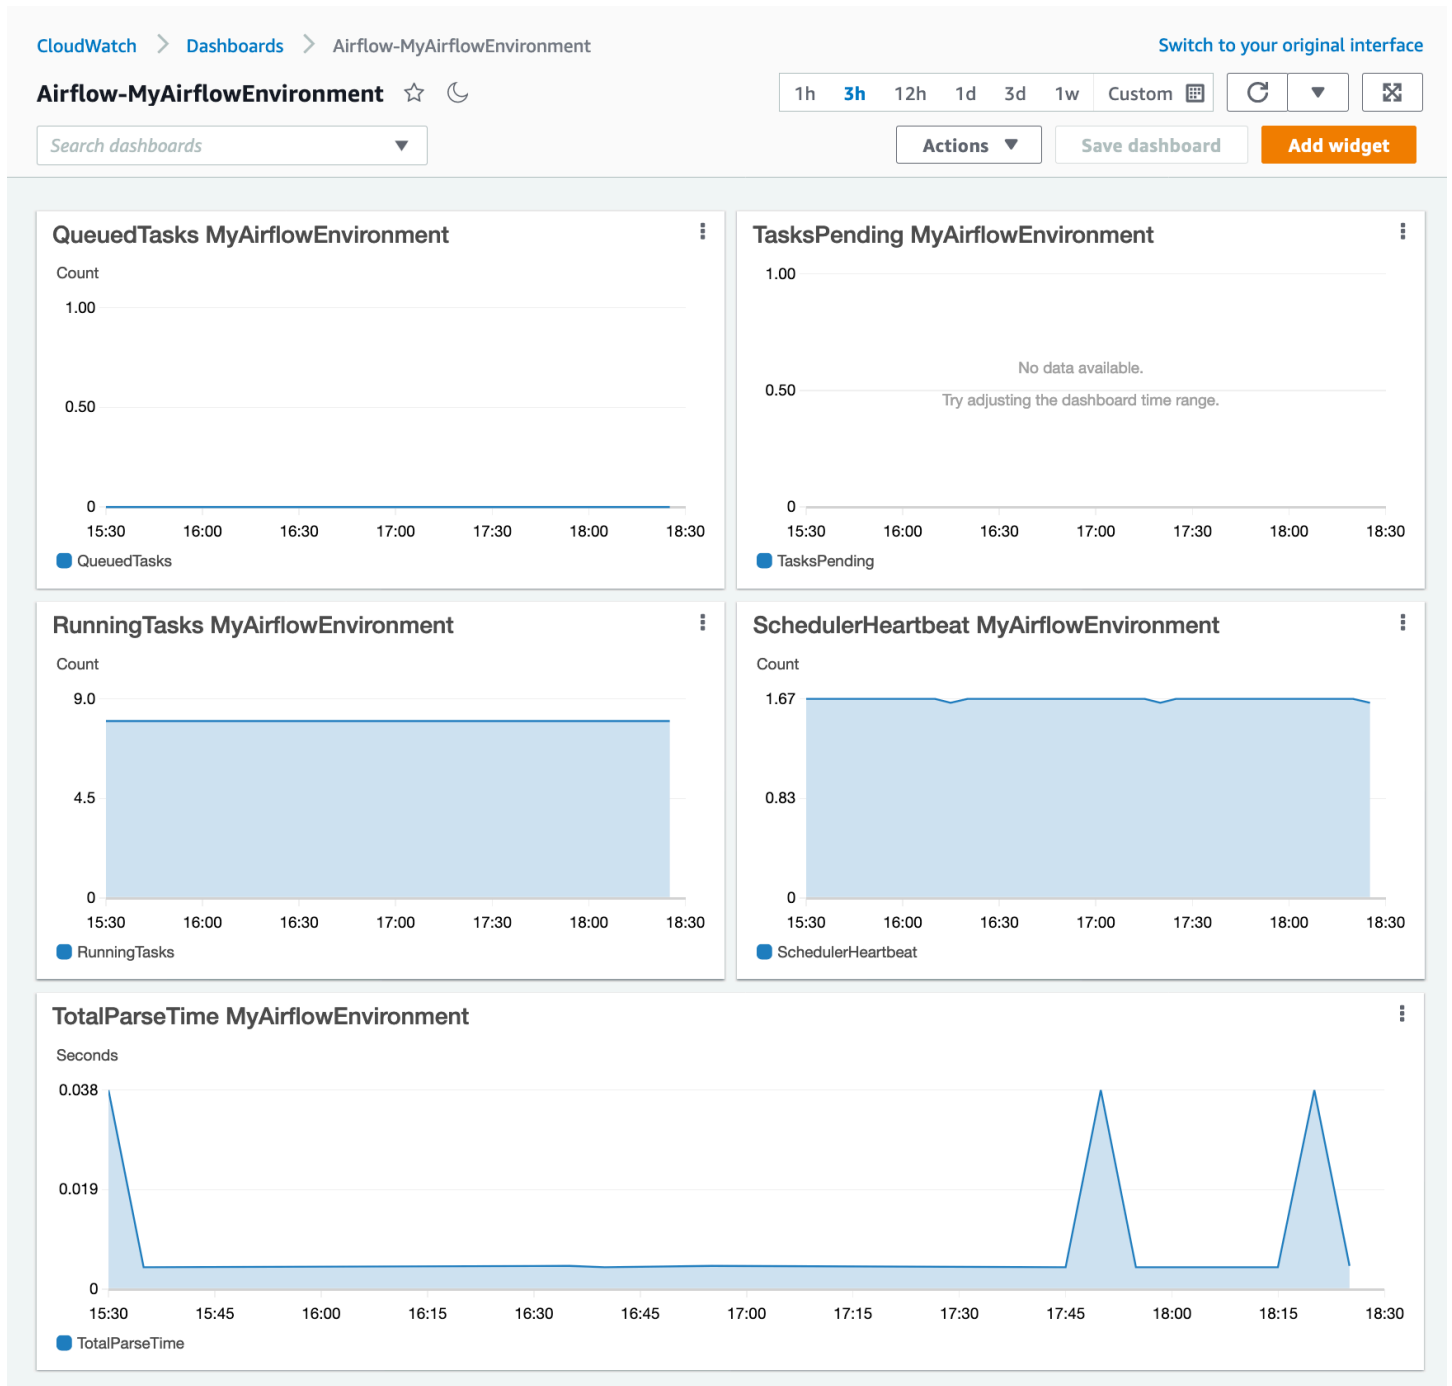 CloudWatch Dashboards Airflow-MyAirflowEnvironment
Switch to your original interface
Airflow-MyAirflowEnvironment
1h 3h 12h 1d 3d 1w Custom
Search dashboards
Actions Save dashboard Add widget
QueuedTasks MyAirflowEnvironment
Count
1.00
0.50
0
15:30 16:00 16:30 17:00 17:30 18:00 18:30
QueuedTasks
TasksPending MyAirflowEnvironment
1.00
No data available.
0.50
Try adjusting the dashboard time range.
0
15:30 16:00 16:30 17:00 17:30 18:00 18:30
TasksPending
RunningTasks MyAirflowEnvironment
Count
9.0
4.5
0
15:30 16:00 16:30 17:00 17:30 18:00 18:30
RunningTasks
SchedulerHeartbeat MyAirflowEnvironment
Count
1.67
0.83
0
15:30 16:00 16:30 17:00 17:30 18:00 18:30
SchedulerHeartbeat
TotalParseTime MyAirflowEnvironment
Seconds
0.038
0.019
0
15:30 15:45 16:00 16:15 16:30 16:45 17:00 17:15 17:30 17:45 18:00 18:15 18:30
TotalParseTime